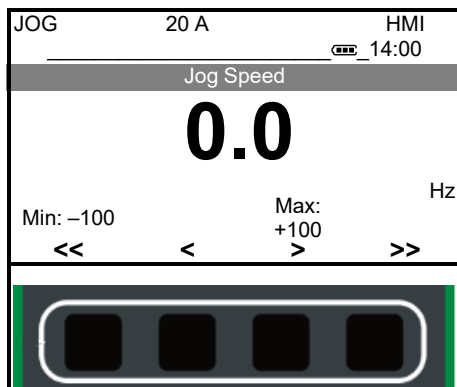 JOG 20 A HMI
14:00
Jog Speed
0.0
Hz
Min: –100 Max: +100
<< < > >>